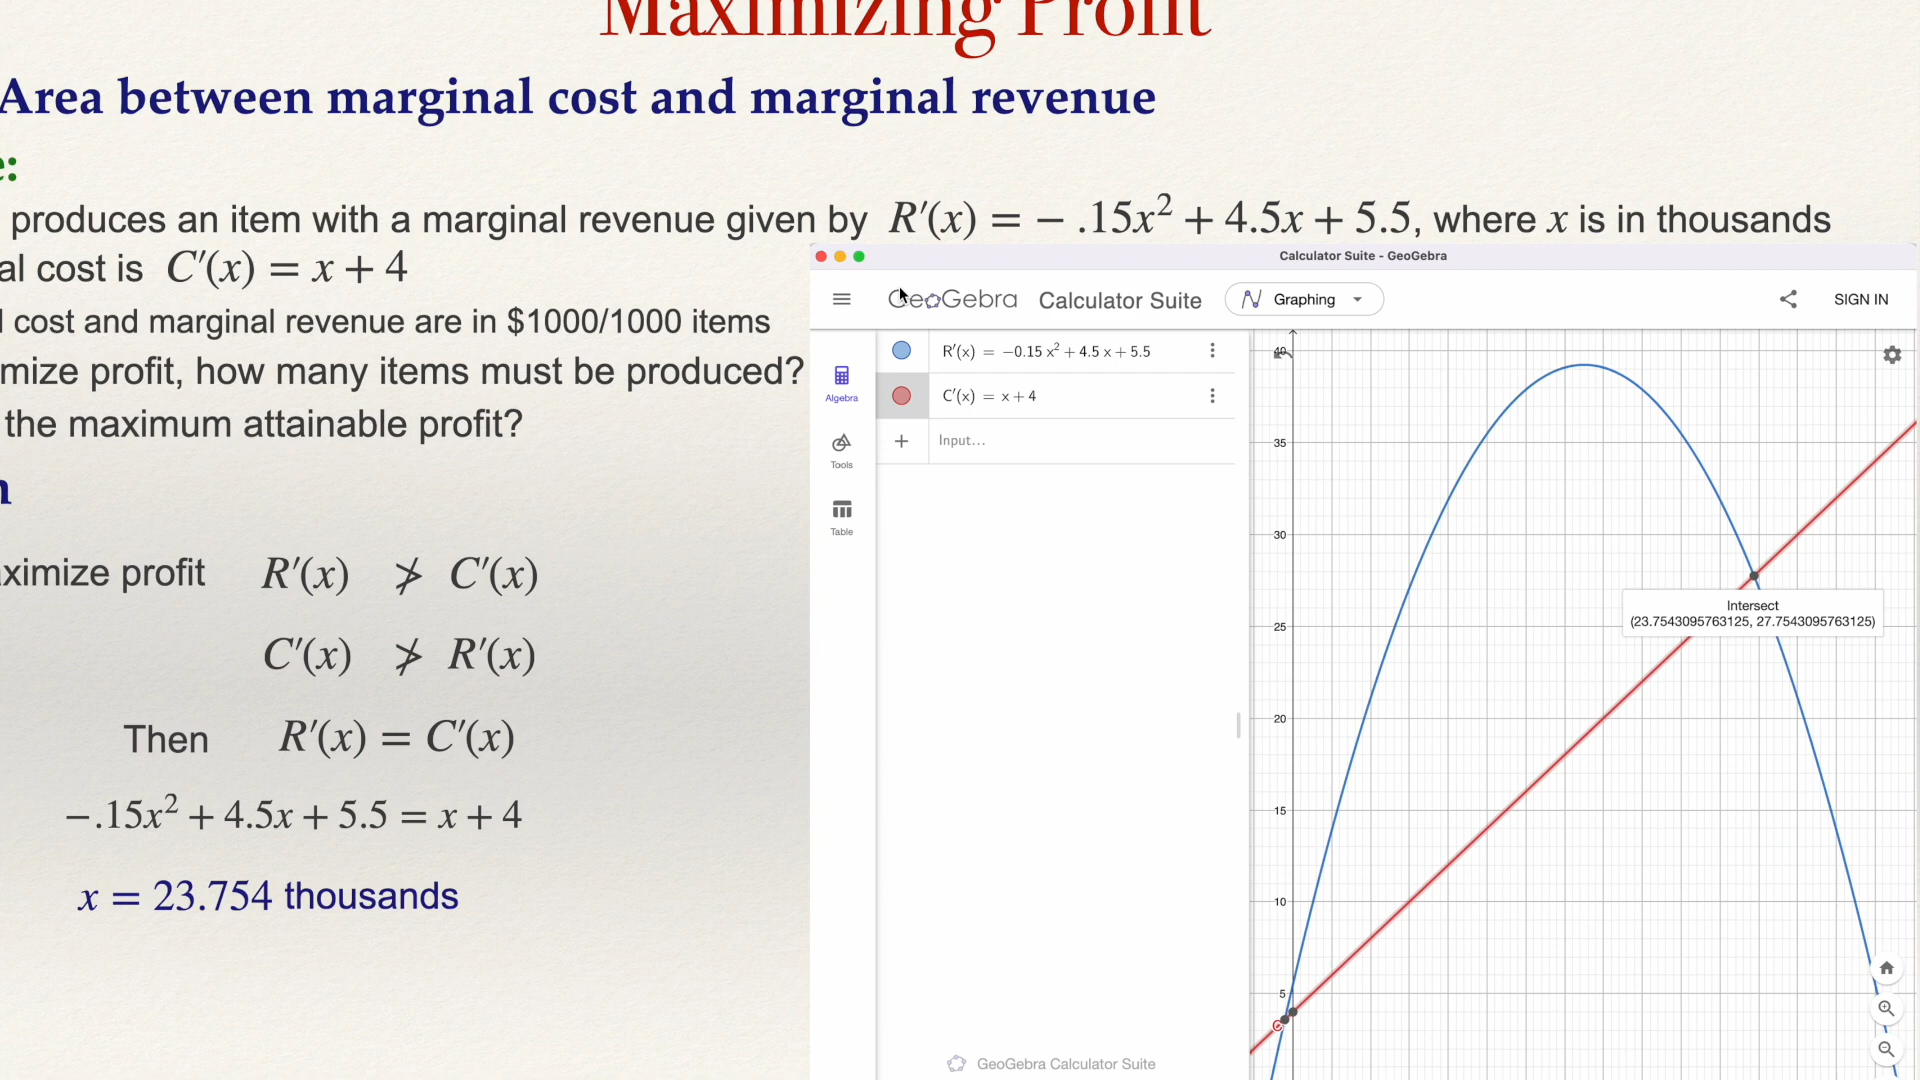 Maximizing Profit
Area between marginal cost and marginal revenue
e:
produces an item with a marginal revenue given by R′(x) = − .15x² + 4.5x + 5.5, where x is in thousands
al cost is C′(x) = x + 4
l cost and marginal revenue are in $1000/1000 items
mize profit, how many items must be produced?
the maximum attainable profit?
n
ximize profit R′(x) ≯ C′(x)
C′(x) ≯ R′(x)
Then R′(x) = C′(x)
−.15x² + 4.5x + 5.5 = x + 4
x = 23.754 thousands
Calculator Suite - GeoGebra
GeoGebra Calculator Suite Graphing SIGN IN
R′(x) = −0.15 x² + 4.5 x + 5.5
C′(x) = x + 4
+ Input...
Algebra
Tools
Table
GeoGebra Calculator Suite
40
35
30
25
20
15
10
5
Intersect
(23.7543095763125, 27.7543095763125)